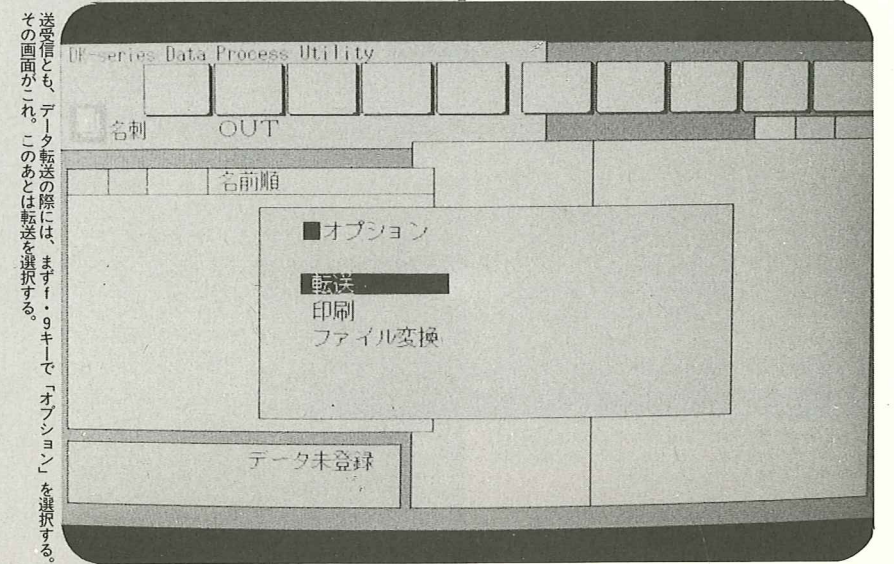 送受信とも、データ転送の際には、まずf・9キーで「オプション」を選択する。
その画面がこれ。このあとは転送を選択する。
DK-series Data Process Utility
名刺
OUT
名前順
■オプション
転送
印刷
ファイル変換
データ未登録